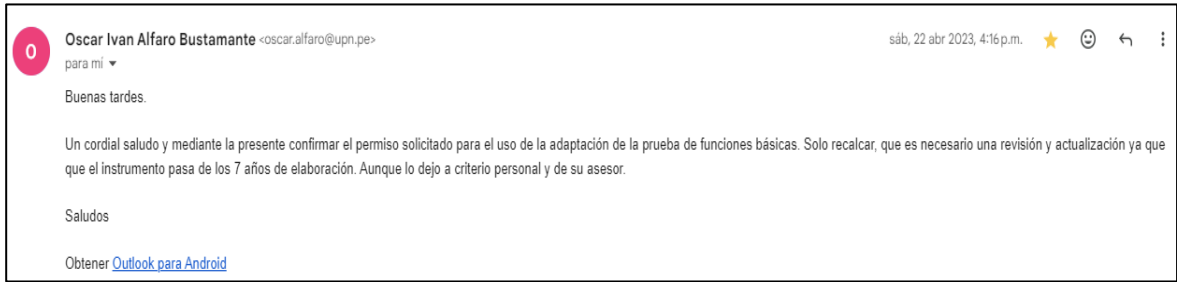 O
Oscar Ivan Alfaro Bustamante <oscar.alfaro@upn.pe>
sáb, 22 abr 2023, 4:16 p.m.
para mí
Buenas tardes.
Un cordial saludo y mediante la presente confirmar el permiso solicitado para el uso de la adaptación de la prueba de funciones básicas. Solo recalcar, que es necesario una revisión y actualización ya que
que el instrumento pasa de los 7 años de elaboración. Aunque lo dejo a criterio personal y de su asesor.
Saludos
Obtener Outlook para Android